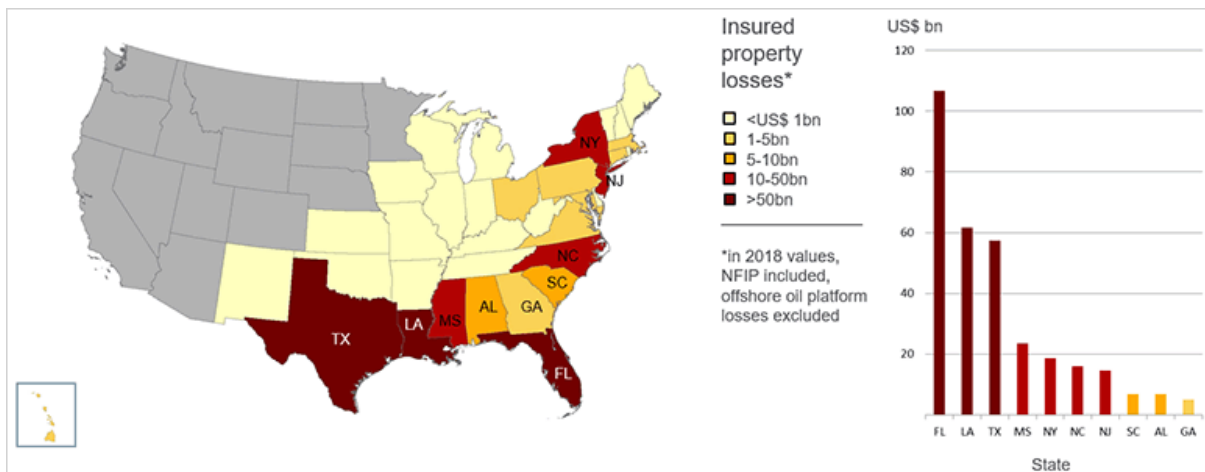 Insured
property
losses*
<US$ 1bn
1-5bn
5-10bn
10-50bn
>50bn
*in 2018 values,
NFIP included,
offshore oil platform
losses excluded
NY
NJ
NC
SC
MS
AL
GA
LA
TX
FL
US$ bn
120
100
80
60
40
20
FL LA TX MS NY NC NJ SC AL GA
State